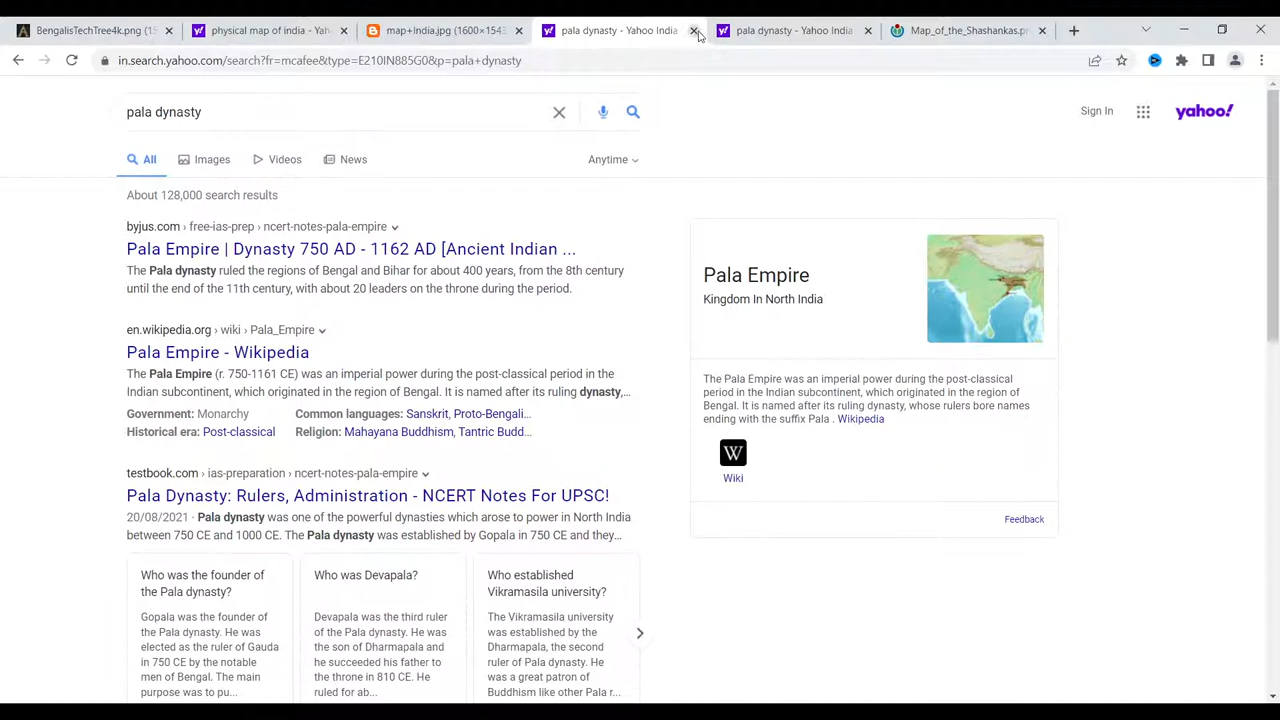 BengalisTechTree4k.png (15
physical map of india - Yaho
map+India.jpg (1600×1543
pala dynasty - Yahoo India
pala dynasty - Yahoo India
Map_of_the_Shashankas.p
in.search.yahoo.com/search?fr=mcafee&type=E210IN885G0&p=pala+dynasty
pala dynasty
Sign In
yahoo!
All
Images
Videos
News
Anytime
About 128,000 search results
byjus.com › free-ias-prep › ncert-notes-pala-empire
Pala Empire | Dynasty 750 AD - 1162 AD [Ancient Indian ...
The Pala dynasty ruled the regions of Bengal and Bihar for about 400 years, from the 8th century
until the end of the 11th century, with about 20 leaders on the throne during the period.
en.wikipedia.org › wiki › Pala_Empire
Pala Empire - Wikipedia
The Pala Empire (r. 750-1161 CE) was an imperial power during the post-classical period in the
Indian subcontinent, which originated in the region of Bengal. It is named after its ruling dynasty,...
Government: Monarchy
Common languages: Sanskrit, Proto-Bengali...
Historical era: Post-classical
Religion: Mahayana Buddhism, Tantric Budd...
testbook.com › ias-preparation › ncert-notes-pala-empire
Pala Dynasty: Rulers, Administration - NCERT Notes For UPSC!
20/08/2021 · Pala dynasty was one of the powerful dynasties which arose to power in North India
between 750 CE and 1000 CE. The Pala dynasty was established by Gopala in 750 CE and they...
Who was the founder of
the Pala dynasty?
Gopala was the founder of
the Pala dynasty. He was
elected as the ruler of Gauda
in 750 CE by the notable
men of Bengal. The main
purpose was to pu...
Who was Devapala?
Devapala was the third ruler
of the Pala dynasty. He was
the son of Dharmapala and
he succeeded his father to
the throne in 810 CE. He
ruled for ab...
Who established
Vikramasila university?
The Vikramasila university
was established by the
Dharmapala, the second
ruler of Pala dynasty. He
was a great patron of
Buddhism like other Pala r...
Pala Empire
Kingdom In North India
The Pala Empire was an imperial power during the post-classical
period in the Indian subcontinent, which originated in the region of
Bengal. It is named after its ruling dynasty, whose rulers bore names
ending with the suffix Pala . Wikipedia
W
Wiki
Feedback